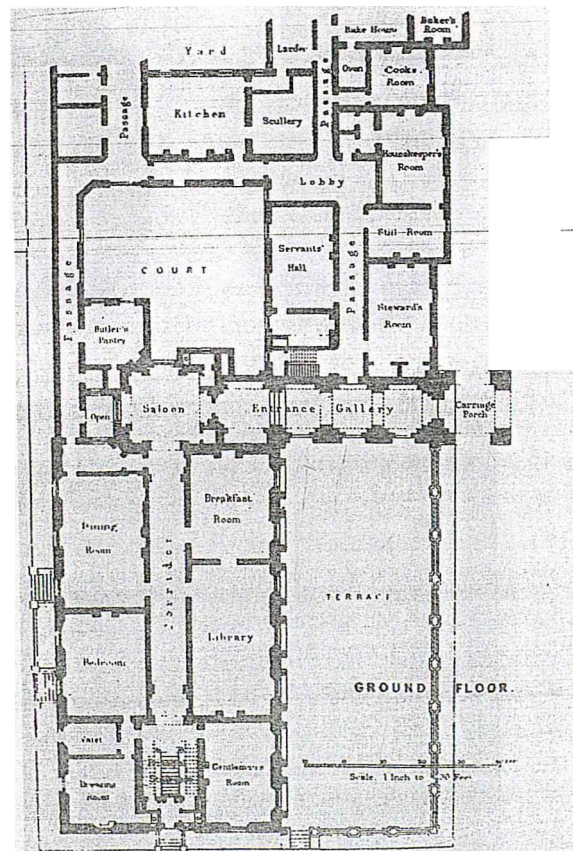 Yard
Larder
Bake House
Baker's
Room
Oven
Cook's
Room
Passage
Kitchen
Scullery
Passage
Housekeeper's
Room
Lobby
Still-Room
Servants'
Hall
COURT
Passage
Passage
Steward's
Room
Butler's
Pantry
Open
Saloon
Entrance Gallery
Carriage
Porch
Breakfast
Room
Dining
Room
Corridor
TERRACE
Library
Bedroom
GROUND FLOOR.
Gentleman's
Room
Dressing
Room
Scale, 1 Inch to 30 Feet